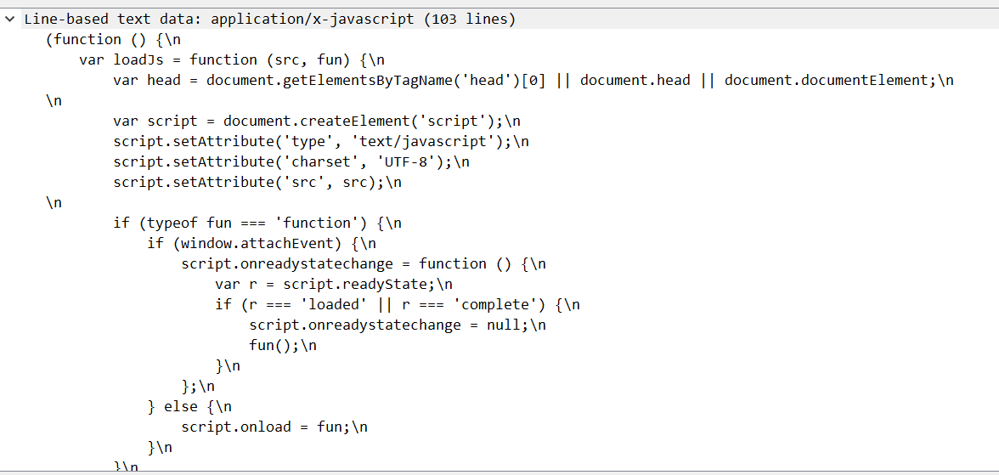 Line-based text data: application/x-javascript (103 lines)
(function () {\n
    var loadJs = function (src, fun) {\n
        var head = document.getElementsByTagName('head')[0] || document.head || document.documentElement;\n
\n
        var script = document.createElement('script');\n
        script.setAttribute('type', 'text/javascript');\n
        script.setAttribute('charset', 'UTF-8');\n
        script.setAttribute('src', src);\n
\n
        if (typeof fun === 'function') {\n
            if (window.attachEvent) {\n
                script.onreadystatechange = function () {\n
                    var r = script.readyState;\n
                    if (r === 'loaded' || r === 'complete') {\n
                        script.onreadystatechange = null;\n
                        fun();\n
                    }\n
                };\n
            } else {\n
                script.onload = fun;\n
            }\n
        }\n